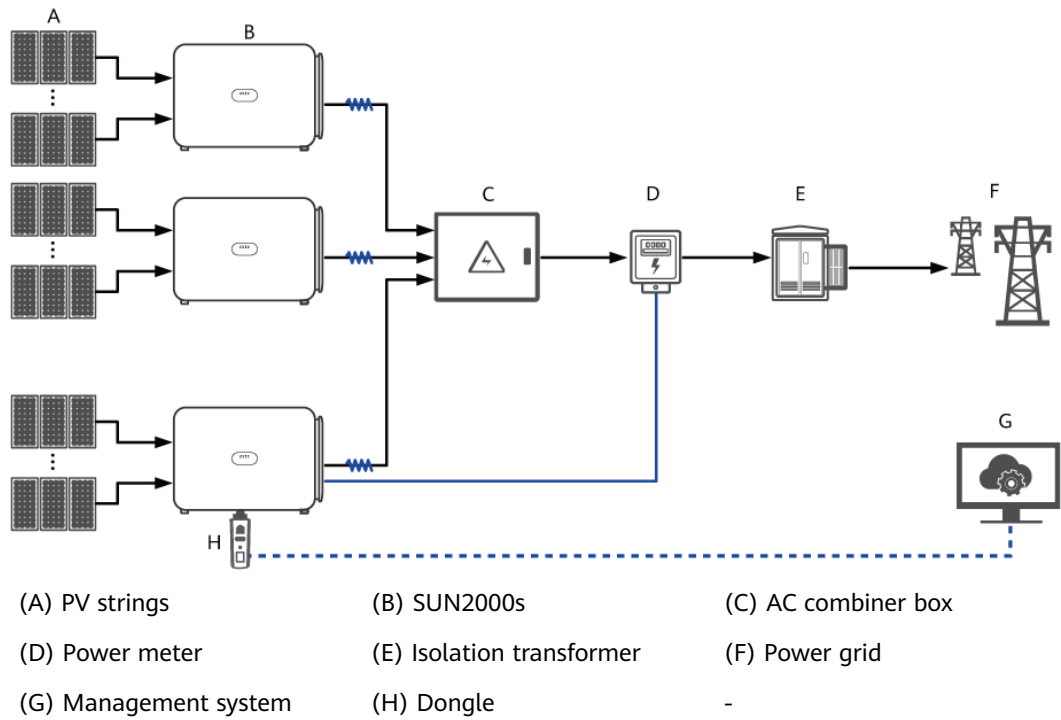 A
B
C
D
E
F
G
H
(A) PV strings (B) SUN2000s (C) AC combiner box
(D) Power meter (E) Isolation transformer (F) Power grid
(G) Management system (H) Dongle -